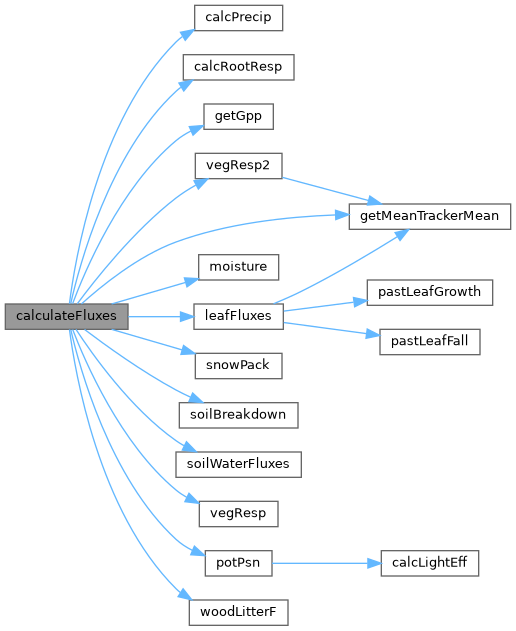 calcPrecip
calcRootResp
getGpp
vegResp2
getMeanTrackerMean
moisture
pastLeafGrowth
calculateFluxes
leafFluxes
pastLeafFall
snowPack
soilBreakdown
soilWaterFluxes
vegResp
potPsn
calcLightEff
woodLitterF